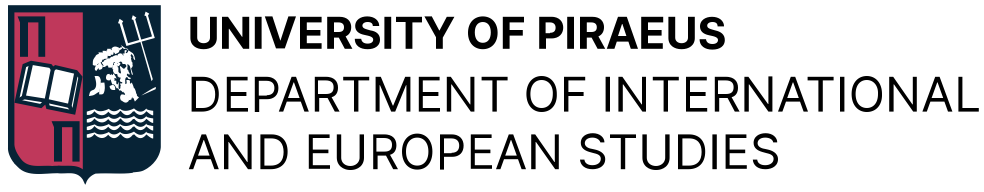 UNIVERSITY OF PIRAEUS
DEPARTMENT OF INTERNATIONAL
AND EUROPEAN STUDIES